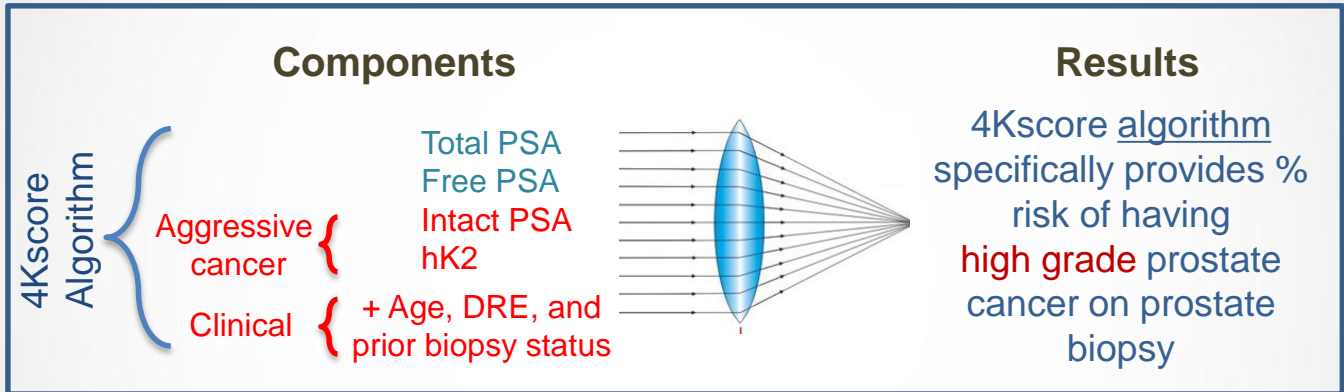 Components
Results
4Kscore
Algorithm
Total PSA
Free PSA
Aggressive
cancer
Intact PSA
hK2
Clinical
+ Age, DRE, and
prior biopsy status
4Kscore algorithm
specifically provides %
risk of having
high grade prostate
cancer on prostate
biopsy